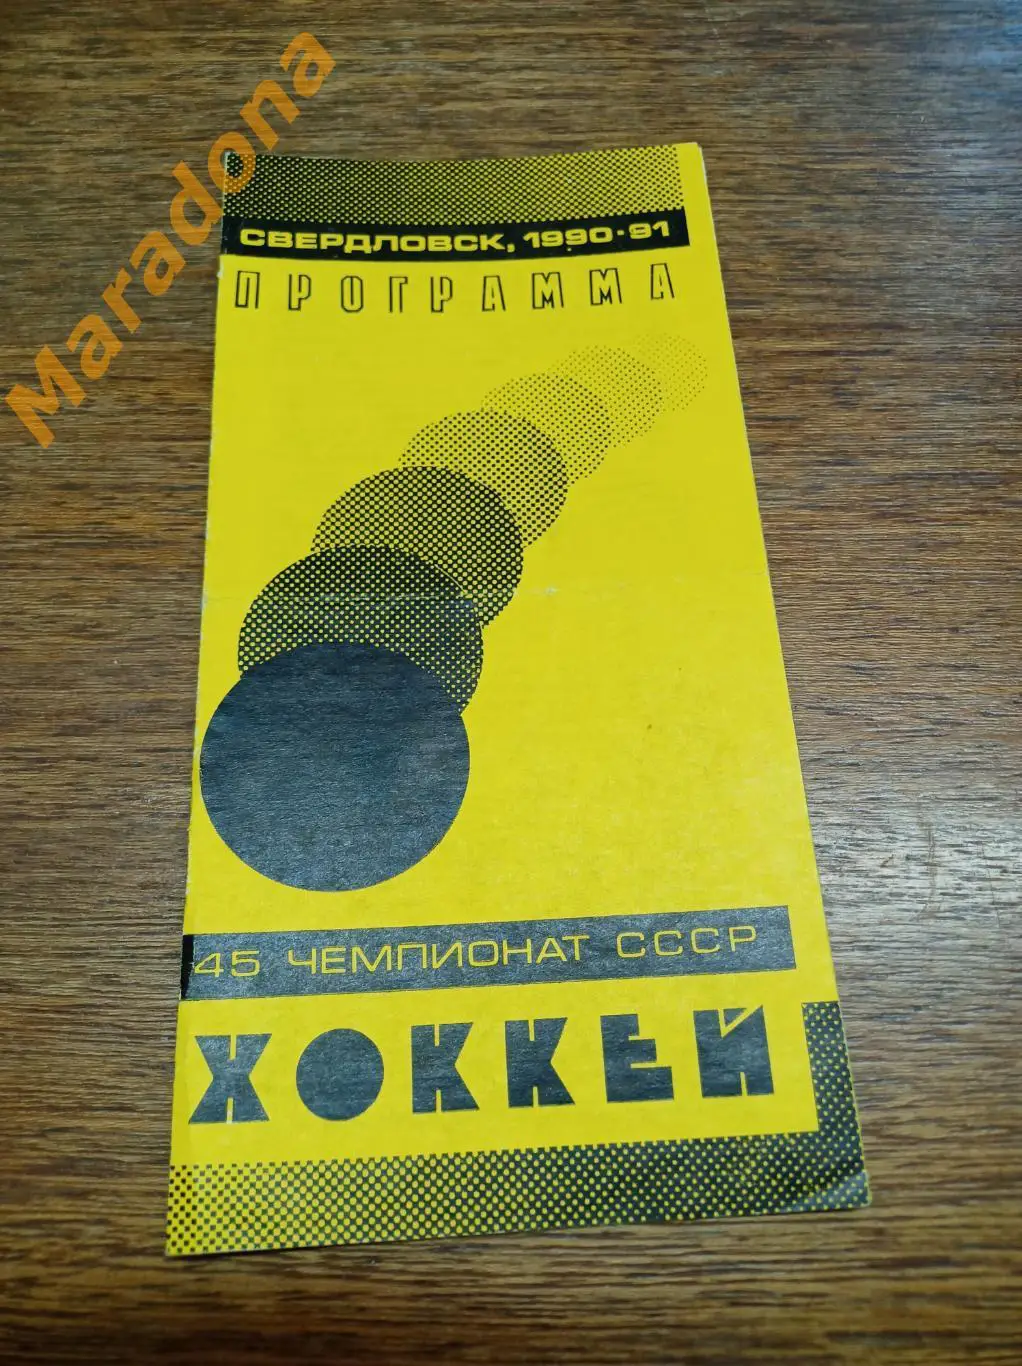 Maradona
СВЕРДЛОВСК, 1990-91
ПРОГРАММА
45 ЧЕМПИОНАТ СССР
ХОККЕЙ